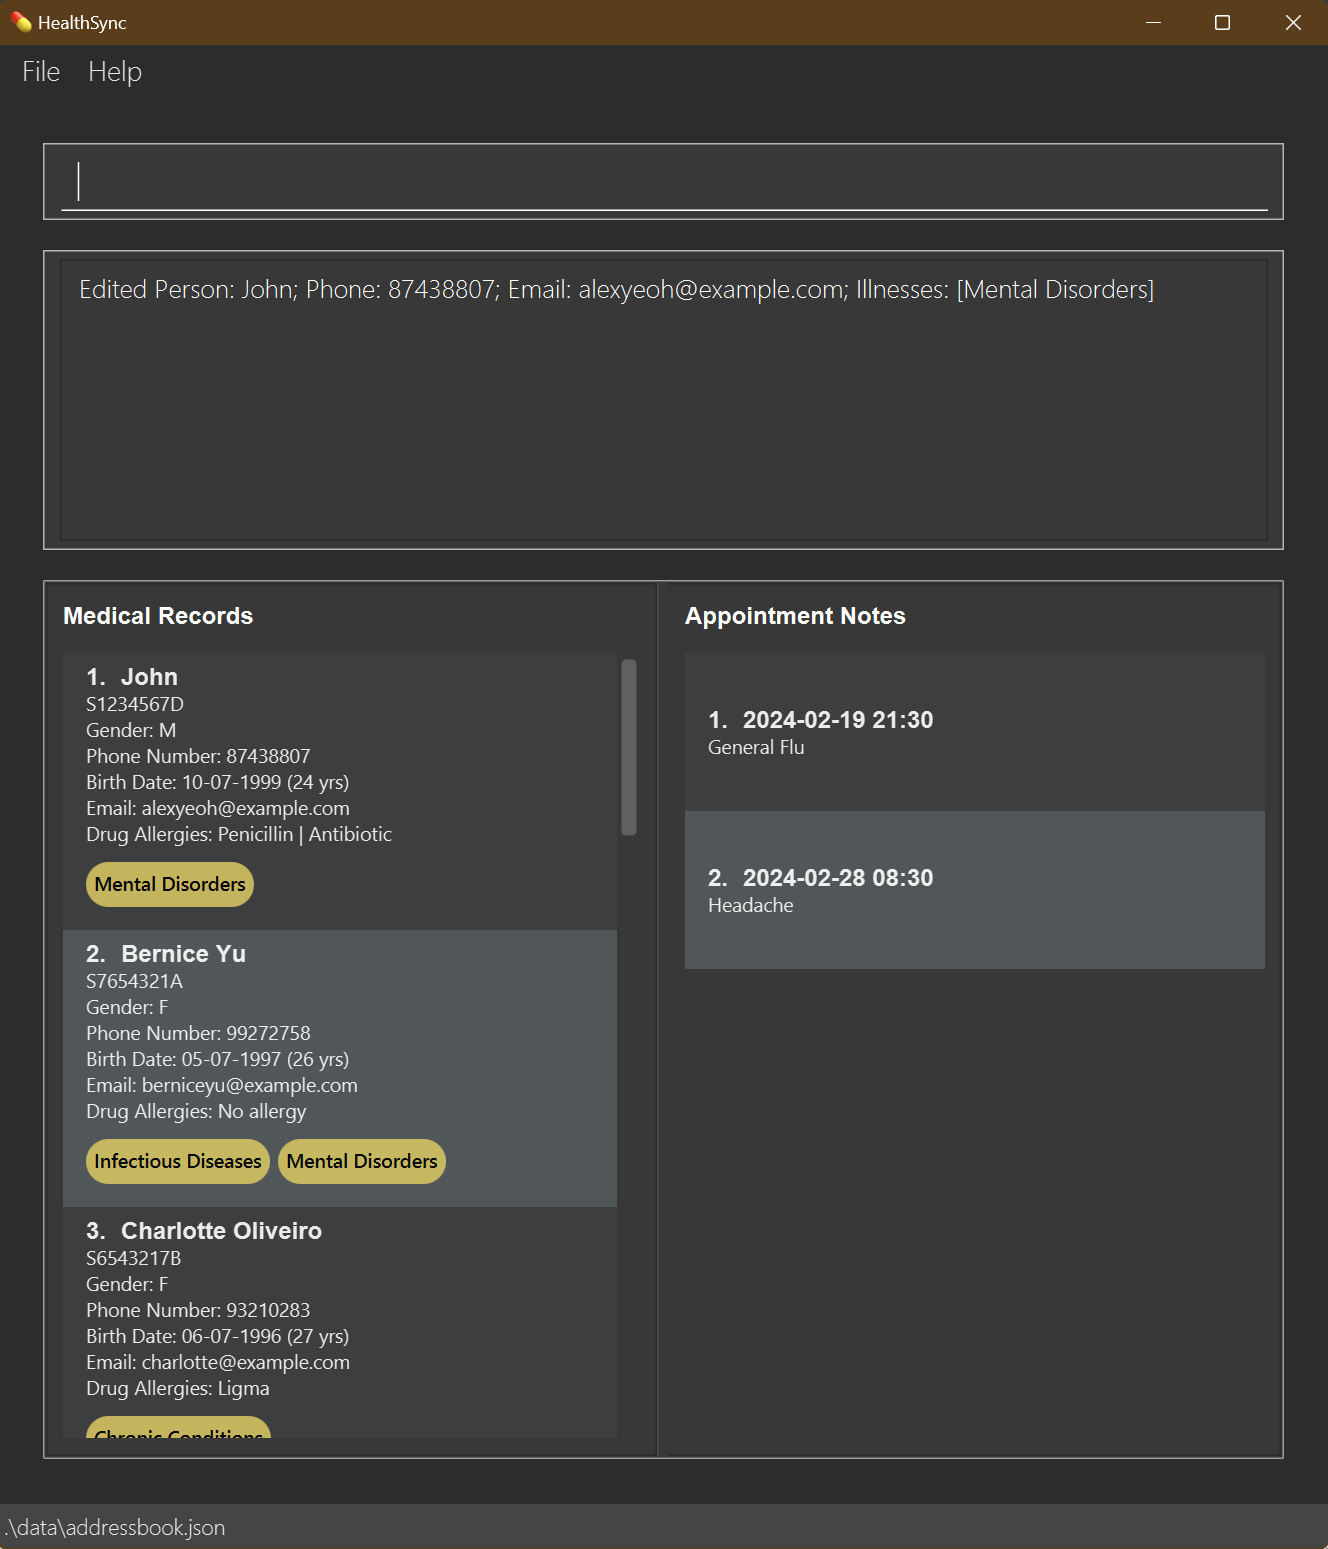 HealthSync
File Help
Edited Person: John; Phone: 87438807; Email: alexyeoh@example.com; Illnesses: [Mental Disorders]
Medical Records
1. John
S1234567D
Gender: M
Phone Number: 87438807
Birth Date: 10-07-1999 (24 yrs)
Email: alexyeoh@example.com
Drug Allergies: Penicillin | Antibiotic
Mental Disorders
2. Bernice Yu
S7654321A
Gender: F
Phone Number: 99272758
Birth Date: 05-07-1997 (26 yrs)
Email: berniceyu@example.com
Drug Allergies: No allergy
Infectious Diseases Mental Disorders
3. Charlotte Oliveiro
S6543217B
Gender: F
Phone Number: 93210283
Birth Date: 06-07-1996 (27 yrs)
Email: charlotte@example.com
Drug Allergies: Ligma
Chronic Conditions
Appointment Notes
1. 2024-02-19 21:30
General Flu
2. 2024-02-28 08:30
Headache
.\data\addressbook.json